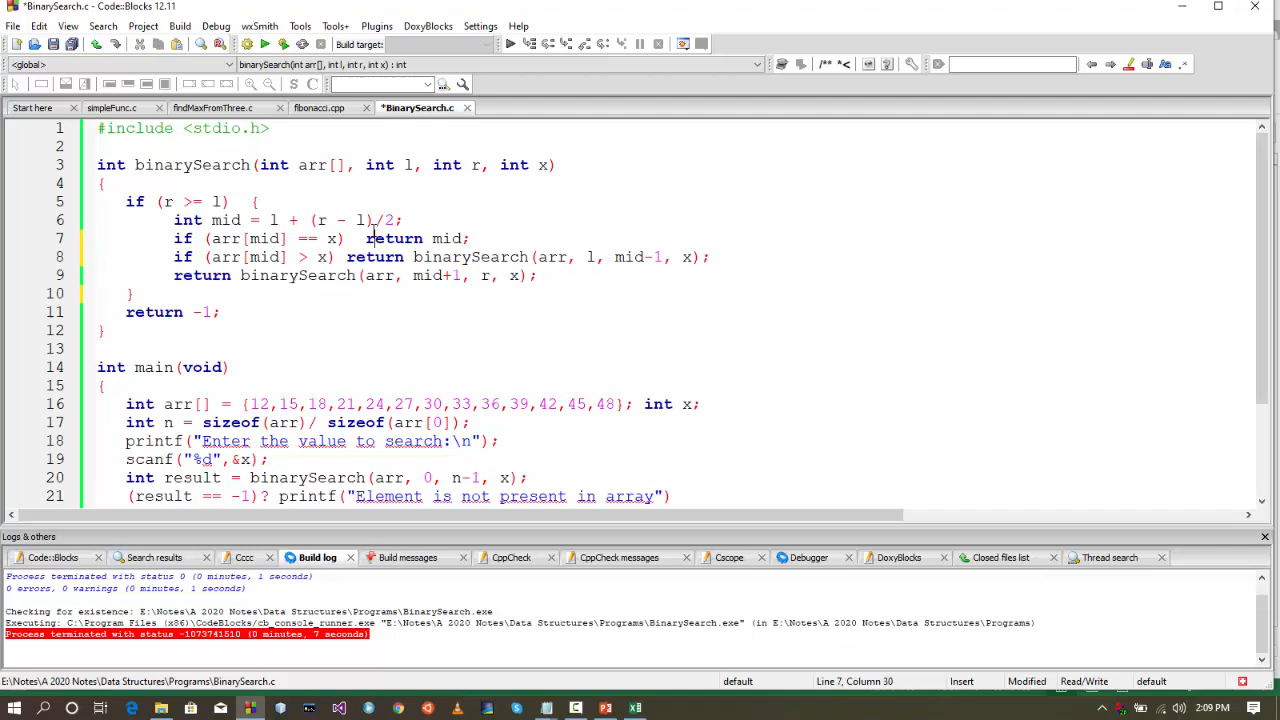 *BinarySearch.c - Code::Blocks 12.11
File Edit View Search Project Build Debug wxSmith Tools Tools+ Plugins DoxyBlocks Settings Help
Build target:
<global> binarySearch(int arr[], int l, int r, int x) : int
/** *<
S C
Start here simpleFunc.c findMaxFromThree.c fibonacci.cpp *BinarySearch.c
1 #include <stdio.h>
2
3 int binarySearch(int arr[], int l, int r, int x)
4 {
5 if (r >= l) {
6 int mid = l + (r - l)/2;
7 if (arr[mid] == x) return mid;
8 if (arr[mid] > x) return binarySearch(arr, l, mid-1, x);
9 return binarySearch(arr, mid+1, r, x);
10 }
11 return -1;
12 }
13
14 int main(void)
15 {
16 int arr[] = {12,15,18,21,24,27,30,33,36,39,42,45,48}; int x;
17 int n = sizeof(arr)/ sizeof(arr[0]);
18 printf("Enter the value to search:\n");
19 scanf("%d",&x);
20 int result = binarySearch(arr, 0, n-1, x);
21 (result == -1)? printf("Element is not present in array")
Logs & others
Code::Blocks Search results Cccc Build log Build messages CppCheck CppCheck messages Cscope Debugger DoxyBlocks Closed files list Thread search
Process terminated with status 0 (0 minutes, 1 seconds)
0 errors, 0 warnings (0 minutes, 1 seconds)
Checking for existence: E:\Notes\A 2020 Notes\Data Structures\Programs\BinarySearch.exe
Executing: C:\Program Files (x86)\CodeBlocks/cb_console_runner.exe "E:\Notes\A 2020 Notes\Data Structures\Programs\BinarySearch.exe" (in E:\Notes\A 2020 Notes\Data Structures\Programs)
Process terminated with status -1073741510 (0 minutes, 7 seconds)
E:\Notes\A 2020 Notes\Data Structures\Programs\BinarySearch.c default Line 7, Column 30 Insert Modified Read/Write default
2:09 PM